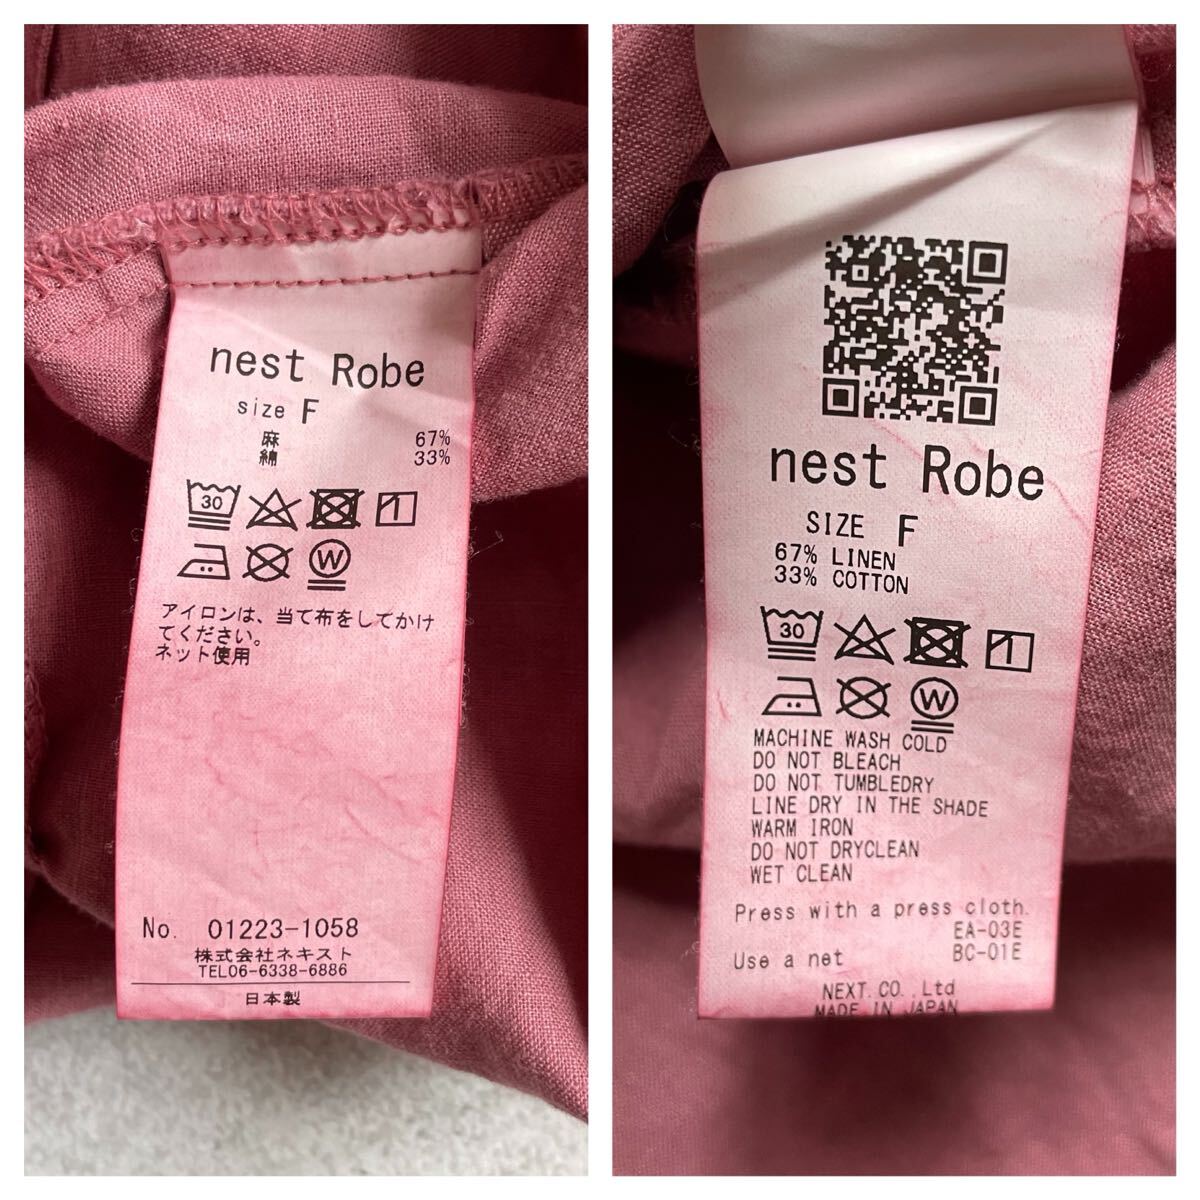 nest Robe
size F
麻 67%
綿 33%
30
W
アイロンは、当て布をしてかけ
てください。
ネット使用
No. 01223-1058
株式会社ネキスト
TEL06-6338-6886
日本製
nest Robe
SIZE F
67% LINEN
33% COTTON
30
W
MACHINE WASH COLD
DO NOT BLEACH
DO NOT TUMBLEDRY
LINE DRY IN THE SHADE
WARM IRON
DO NOT DRYCLEAN
WET CLEAN
Press with a press cloth.
EA-03E
Use a net BC-01E
NEXT. CO., Ltd
MADE IN JAPAN